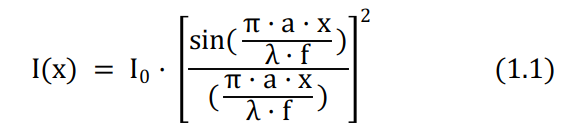 I(x) = I₀ · [sin(π · a · x / λ · f) / (π · a · x / λ · f)]² (1.1)